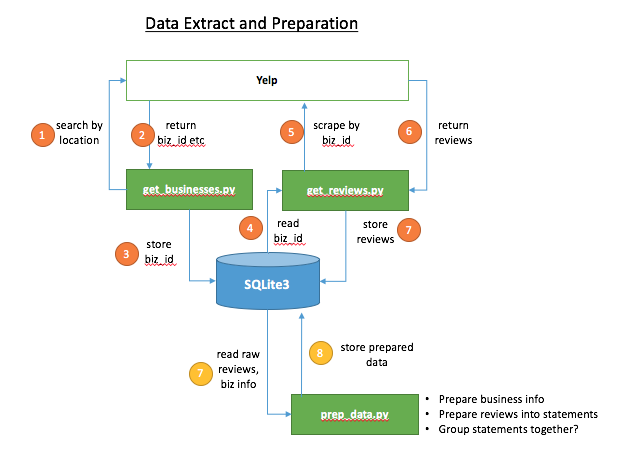 Data Extract and Preparation
Yelp
1
search by
location
2
return
biz_id etc
5
scrape by
biz_id
6
return
reviews
get_businesses.py
get_reviews.py
3
store
biz_id
4
read
biz_id
store
reviews
7
SQLite3
7
read raw
reviews,
biz info
8
store prepared
data
prep_data.py
• Prepare business info
• Prepare reviews into statements
• Group statements together?